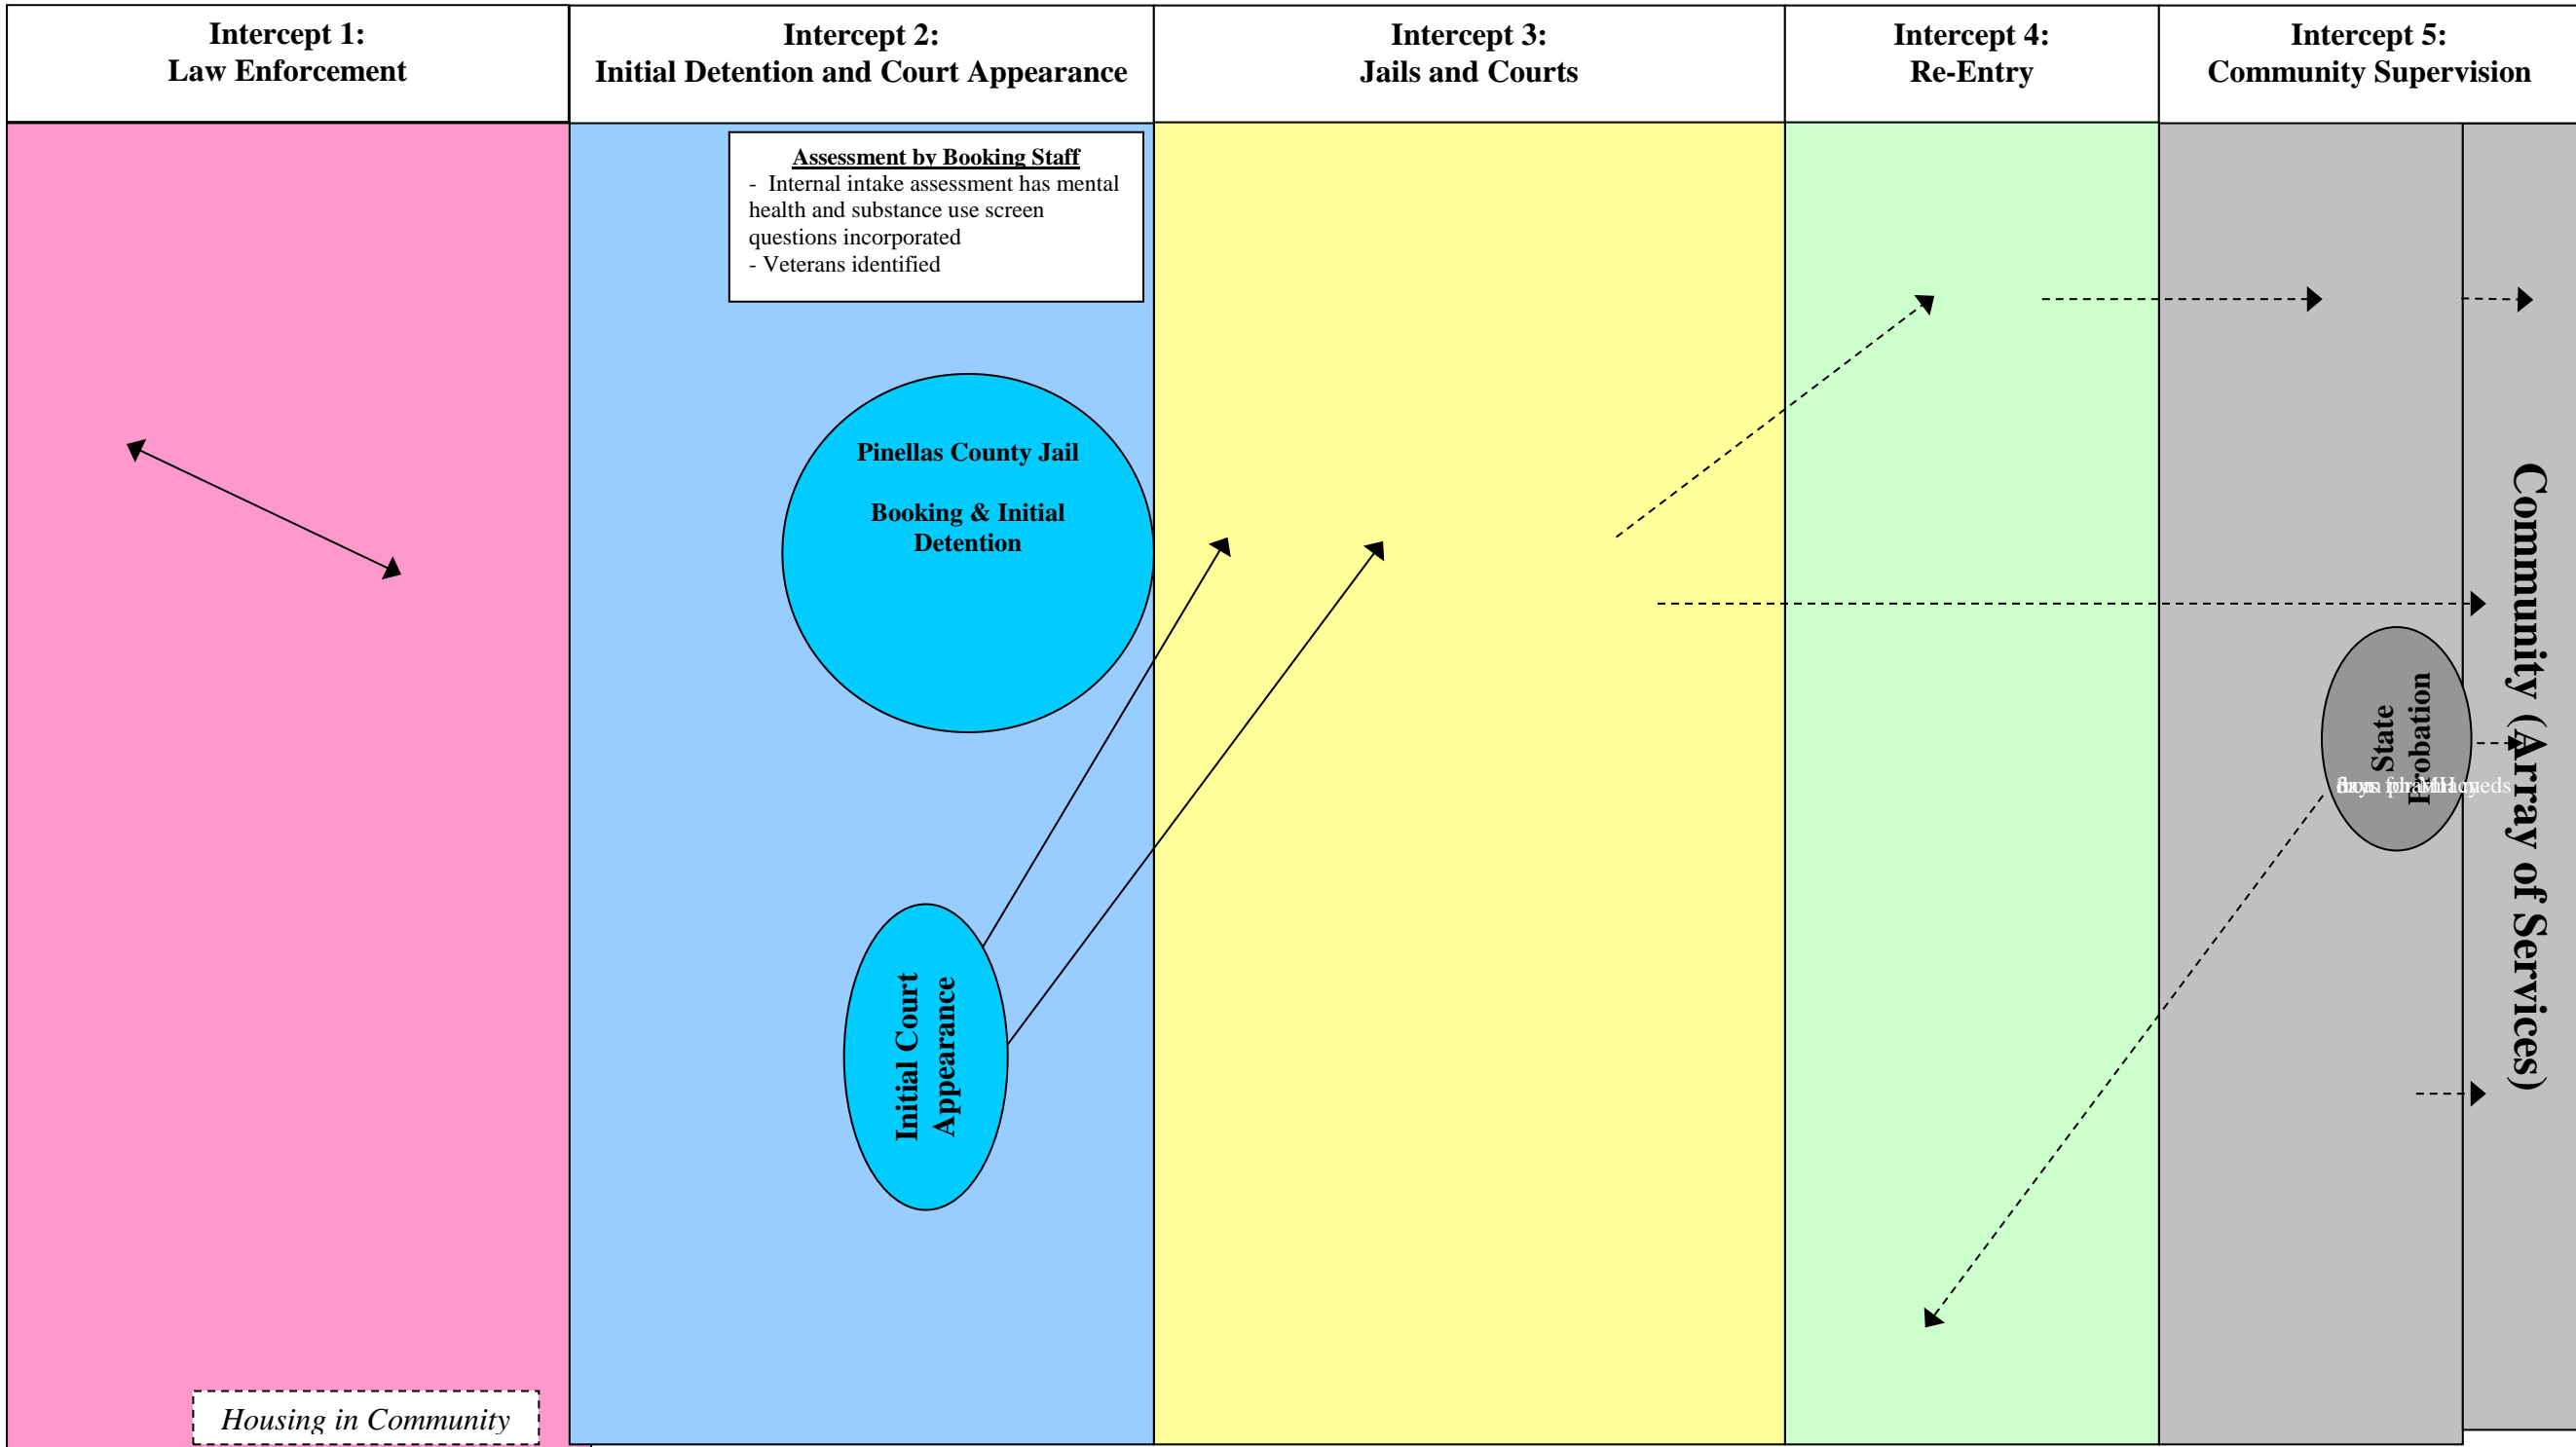 Intercept 1:
Law Enforcement
Intercept 2:
Initial Detention and Court Appearance
Intercept 3:
Jails and Courts
Intercept 4:
Re-Entry
Intercept 5:
Community Supervision
Assessment by Booking Staff
- Internal intake assessment has mental
health and substance use screen
questions incorporated
- Veterans identified
Pinellas County Jail
Booking & Initial
Detention
Initial Court
Appearance
State
Probation
Community (Array of Services)
Housing in Community